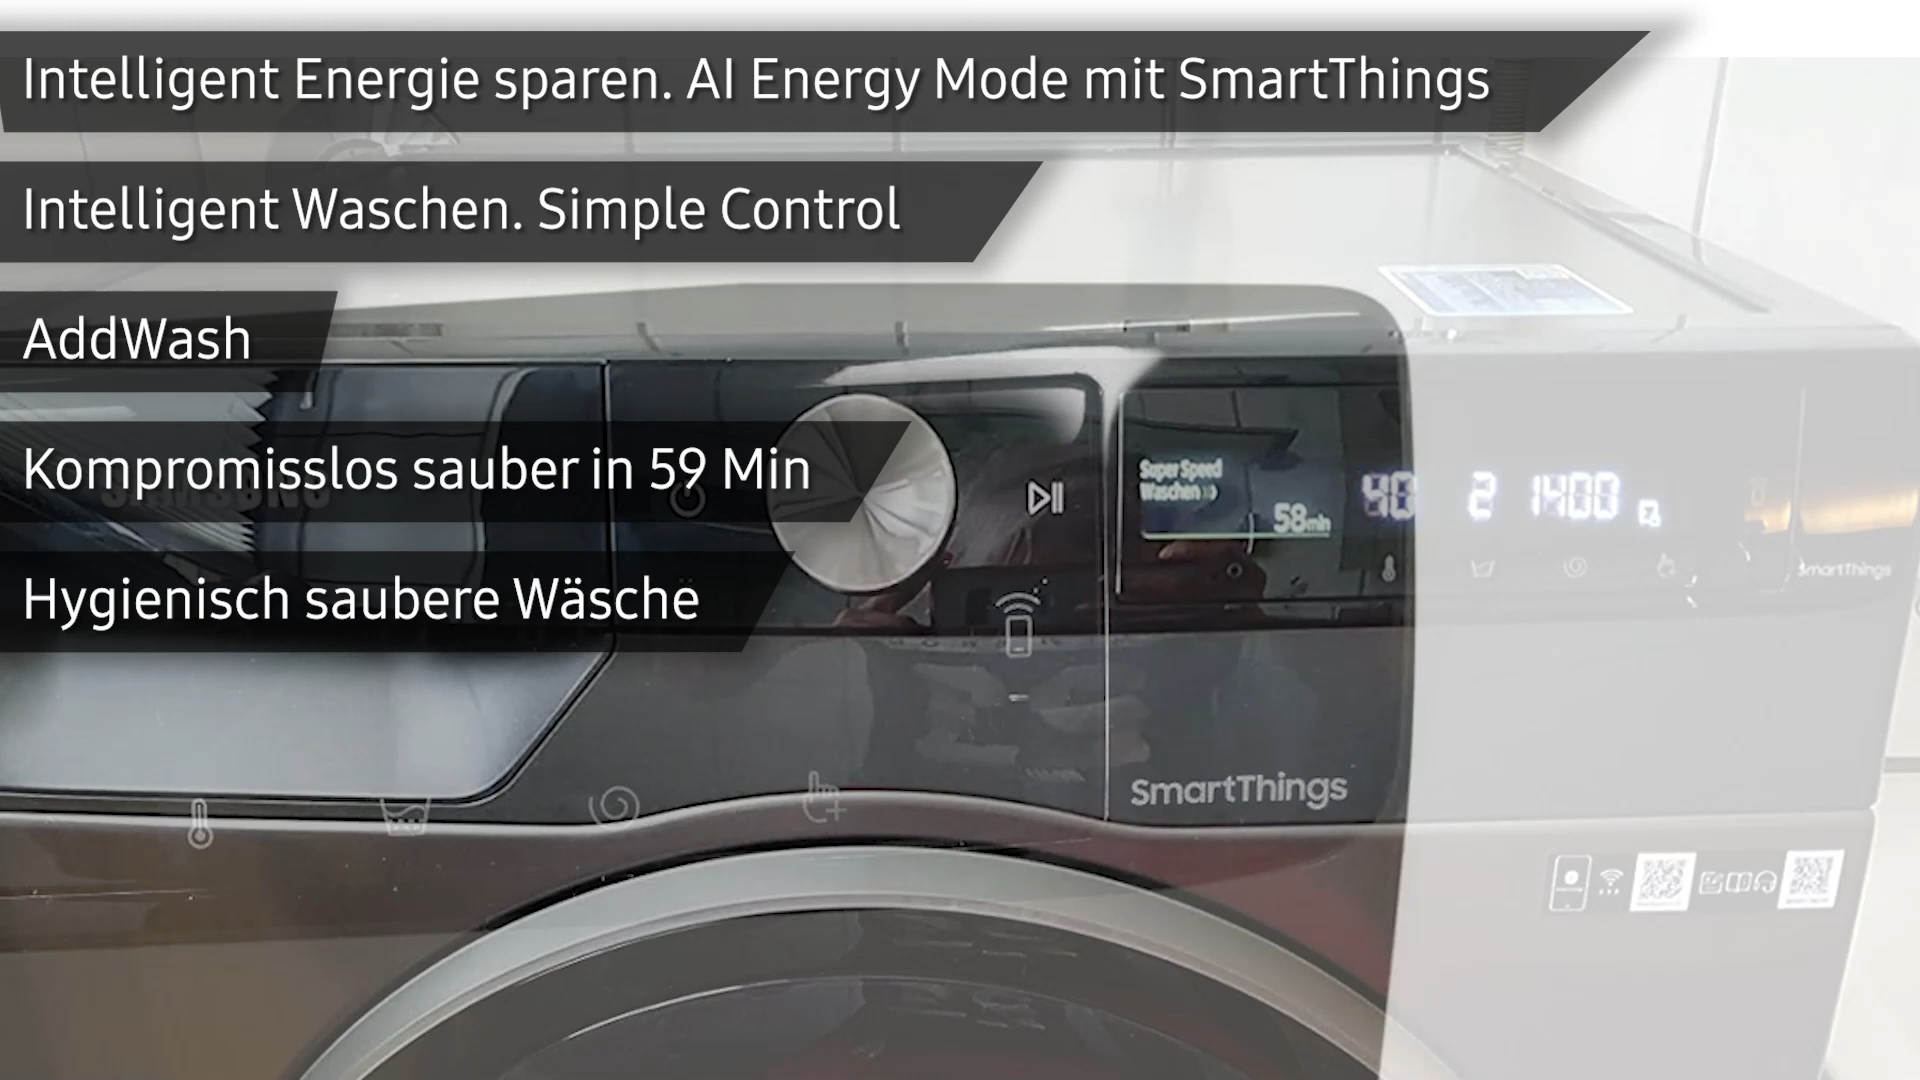 Intelligent Energie sparen. AI Energy Mode mit SmartThings
Intelligent Waschen. Simple Control
AddWash
Kompromisslos sauber in 59 Min
SAMSUNG
Hygienisch saubere Wäsche
Super Speed
Waschen
58min
40 2 1400
SmartThings
SmartThings